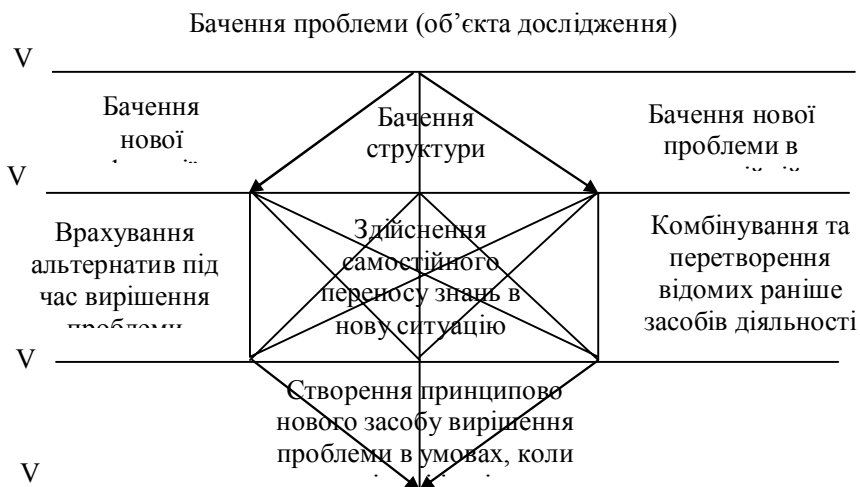 Бачення проблеми (об’єкта дослідження)
V
Бачення
нової
Бачення
структури
Бачення нової
проблеми в
V
Врахування
альтернатив під
час вирішення
проблеми
Здійснення
самостійного
переносу знань в
нову ситуацію
Комбінування та
перетворення
відомих раніше
засобів діяльності
V
Створення принципово
нового засобу вирішення
проблеми в умовах, коли
V